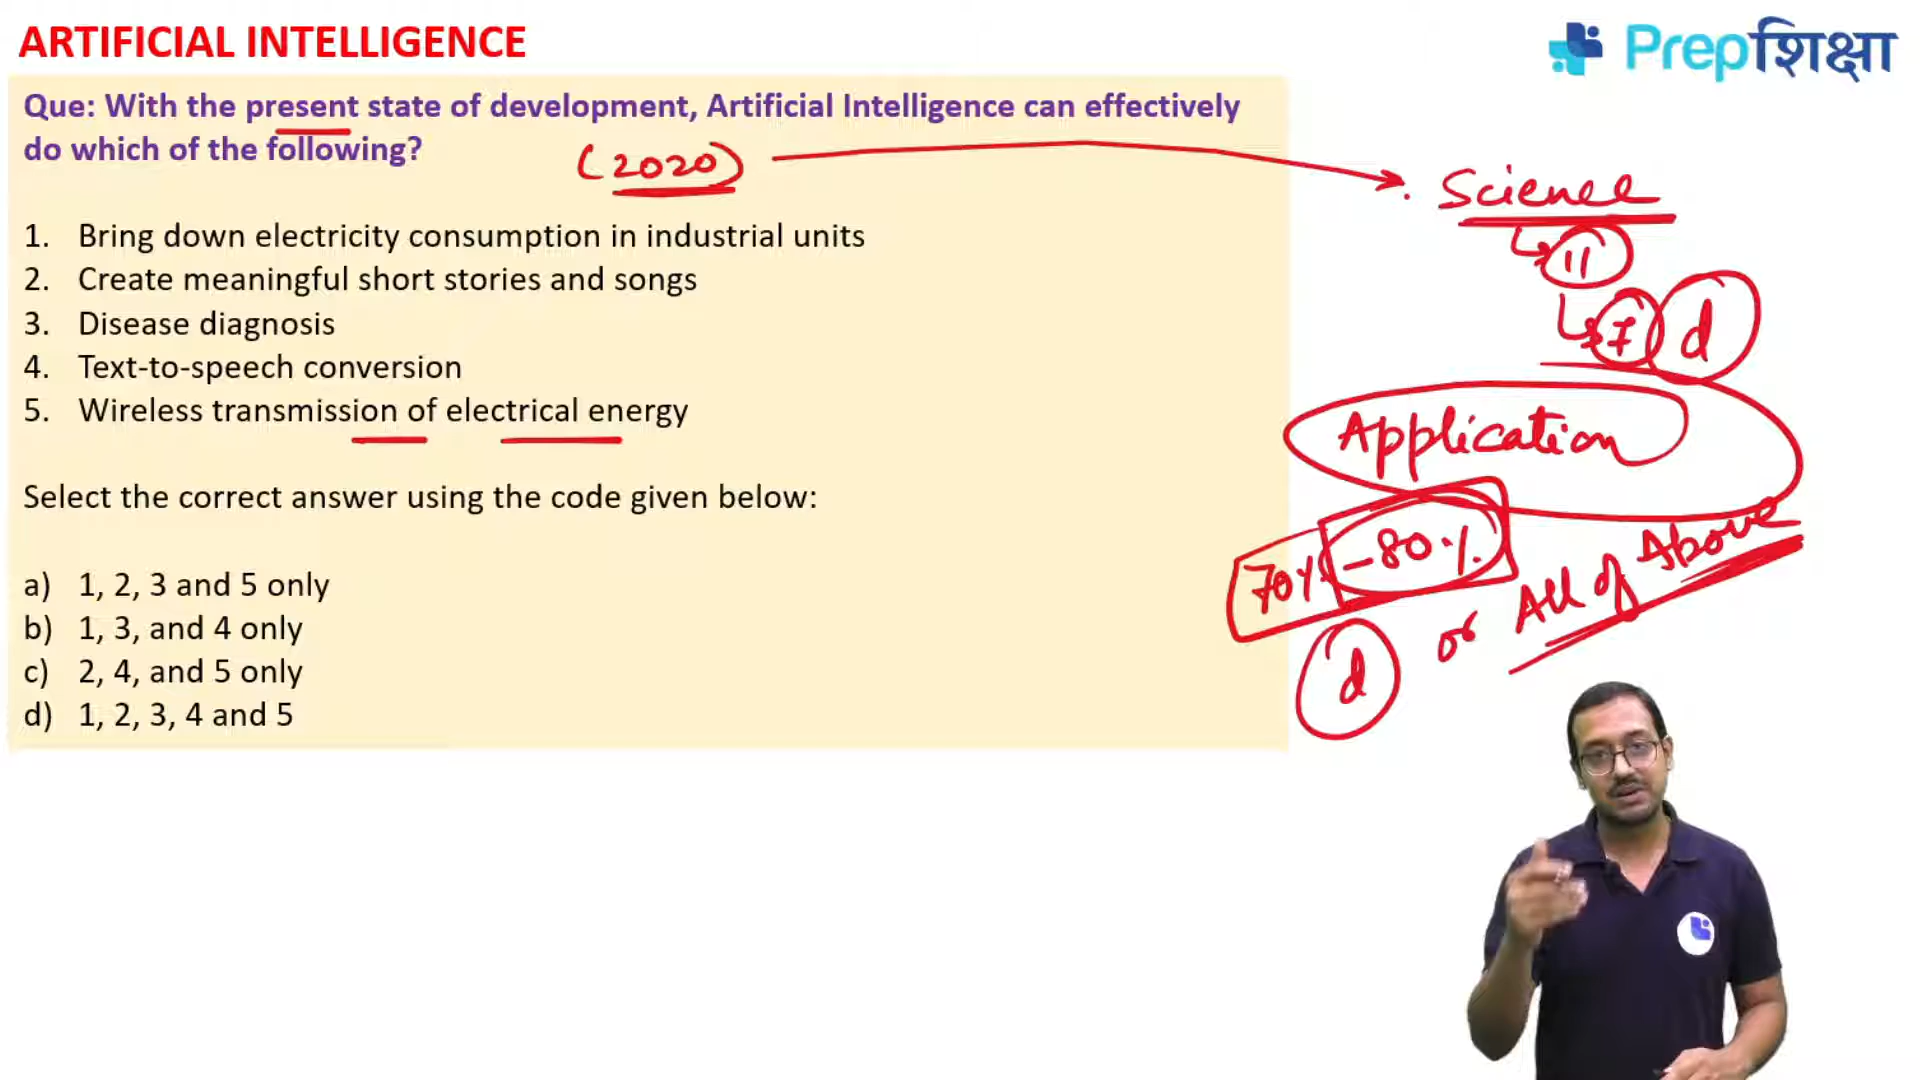 ARTIFICIAL INTELLIGENCE
Prepशिक्षा
Que: With the present state of development, Artificial Intelligence can effectively
do which of the following?
(2020)
Science
11
7 d
Application
70% - 80%
d or All of Above
1. Bring down electricity consumption in industrial units
2. Create meaningful short stories and songs
3. Disease diagnosis
4. Text-to-speech conversion
5. Wireless transmission of electrical energy
Select the correct answer using the code given below:
a) 1, 2, 3 and 5 only
b) 1, 3, and 4 only
c) 2, 4, and 5 only
d) 1, 2, 3, 4 and 5